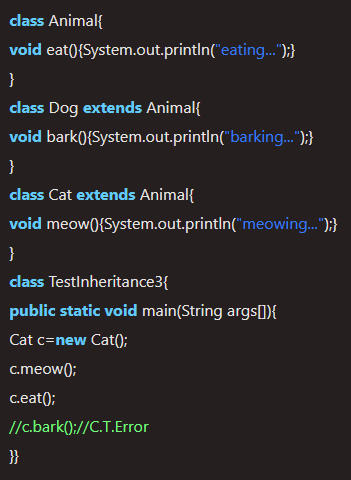 class Animal{
void eat(){System.out.println("eating...");}
}
class Dog extends Animal{
void bark(){System.out.println("barking...");}
}
class Cat extends Animal{
void meow(){System.out.println("meowing...");}
}
class TestInheritance3{
public static void main(String args[]){
Cat c=new Cat();
c.meow();
c.eat();
//c.bark();//C.T.Error
}}